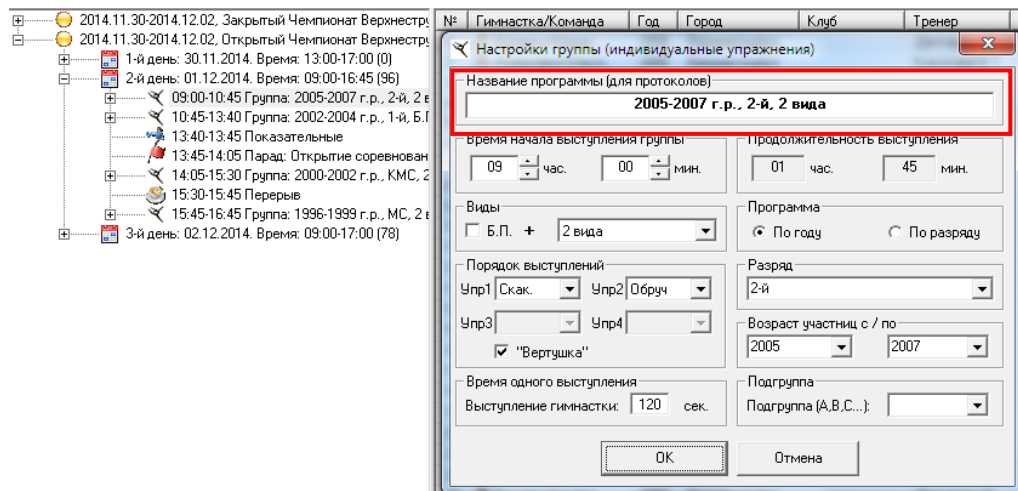 2014.11.30-2014.12.02, Закрытый Чемпионат Верхнестр
2014.11.30-2014.12.02, Открытый Чемпионат Верхнестр
1-й день: 30.11.2014. Время: 13:00-17:00 (0)
2-й день: 01.12.2014. Время: 09:00-16:45 (96)
09:00-10:45 Группа: 2005-2007 г.р., 2-й, 2 в
10:45-13:40 Группа: 2002-2004 г.р., 1-й, Б.Г
13:40-13:45 Показательные
13:45-14:05 Парад: Открытие соревнован
14:05-15:30 Группа: 2000-2002 г.р., КМС, 2
15:30-15:45 Перерыв
15:45-16:45 Группа: 1996-1999 г.р., МС, 2 в
3-й день: 02.12.2014. Время: 09:00-17:00 (78)
№ Гимнастка/Команда Год Город Клуб Тренер
Настройки группы (индивидуальные упражнения)
Название программы (для протоколов)
2005-2007 г.р., 2-й, 2 вида
Время начала выступления группы
09 час. 00 мин.
Продолжительность выступления
01 час. 45 мин.
Виды
Б.П. + 2 вида
Программа
По году По разряду
Порядок выступлений
Упр1 Скак. Упр2 Обруч
Упр3 Упр4
"Вертушка"
Разряд
2-й
Возраст участниц с / по
2005 2007
Время одного выступления
Выступление гимнастки: 120 сек.
Подгруппа
Подгруппа (А,В,С...):
OK Отмена